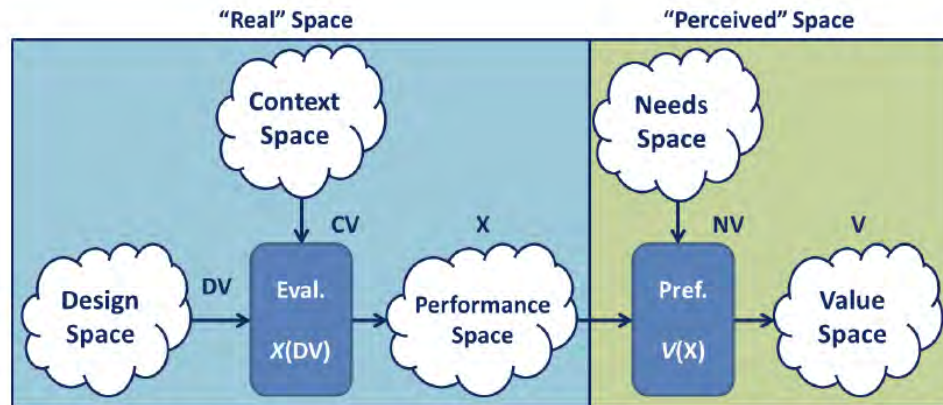 “Real” Space
“Perceived” Space
Context
Space
Needs
Space
CV
X
NV
V
Design
Space
DV
Eval.
X(DV)
Performance
Space
Pref.
V(X)
Value
Space